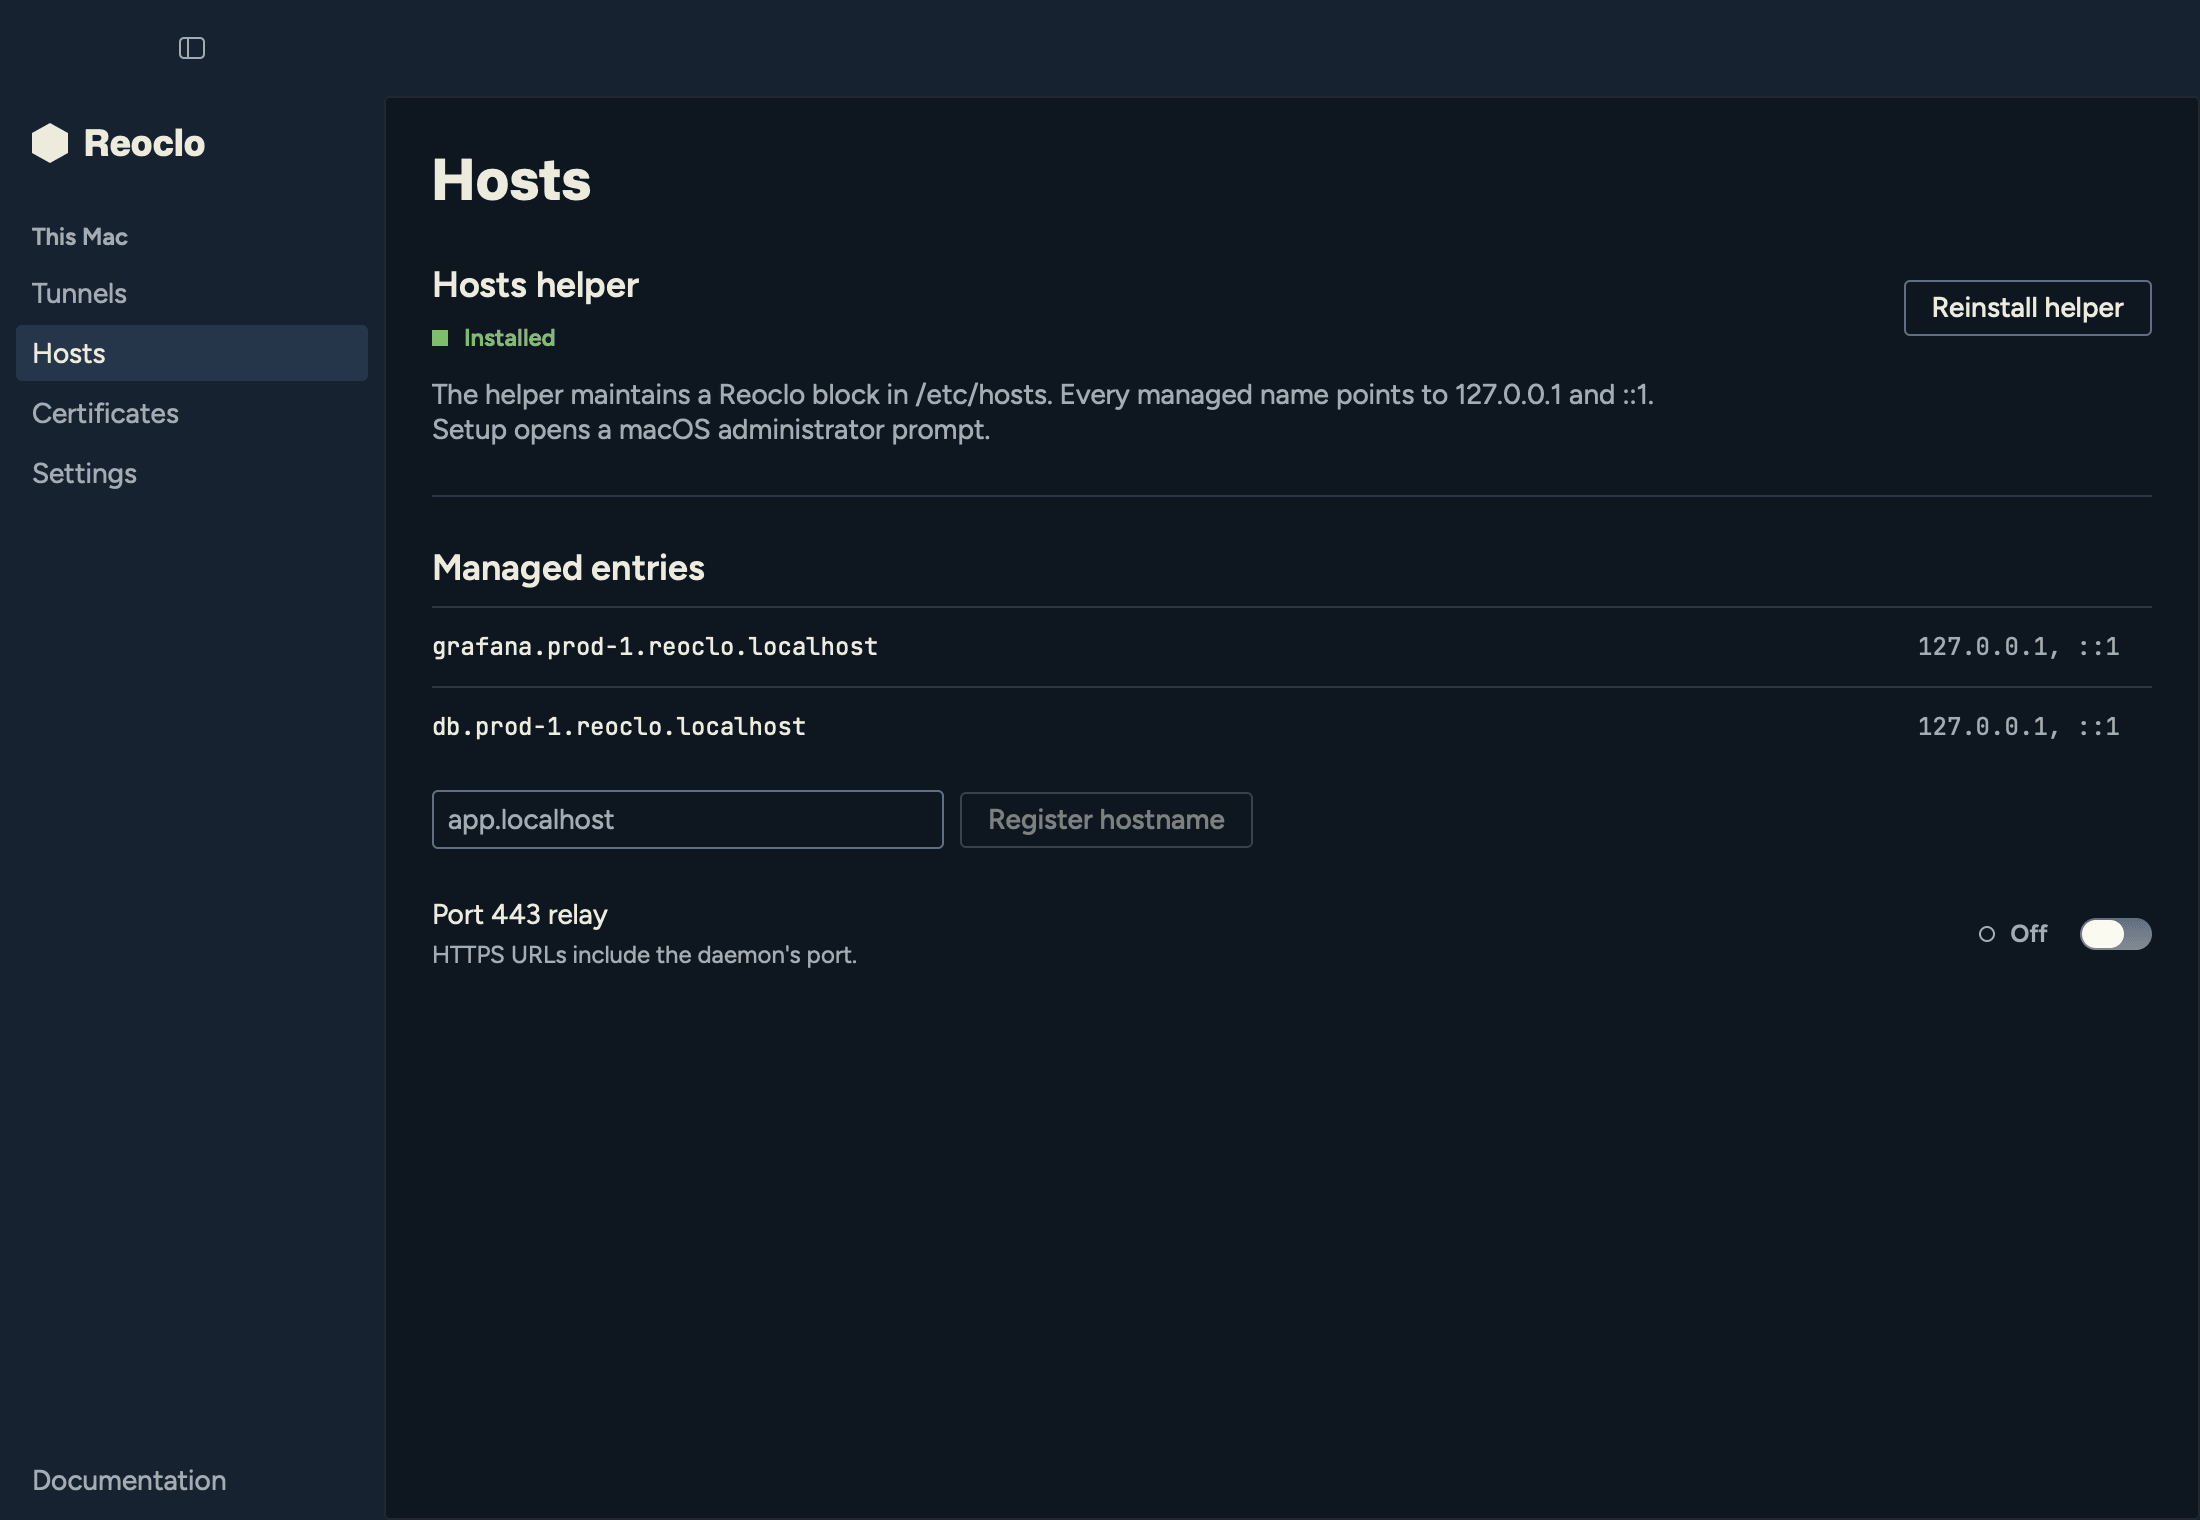 Reoclo
This Mac
Tunnels
Hosts
Certificates
Settings
Documentation
Hosts
Hosts helper
Installed
Reinstall helper
The helper maintains a Reoclo block in /etc/hosts. Every managed name points to 127.0.0.1 and ::1.
Setup opens a macOS administrator prompt.
Managed entries
grafana.prod-1.reoclo.localhost 127.0.0.1, ::1
db.prod-1.reoclo.localhost 127.0.0.1, ::1
app.localhost Register hostname
Port 443 relay
HTTPS URLs include the daemon's port.
Off